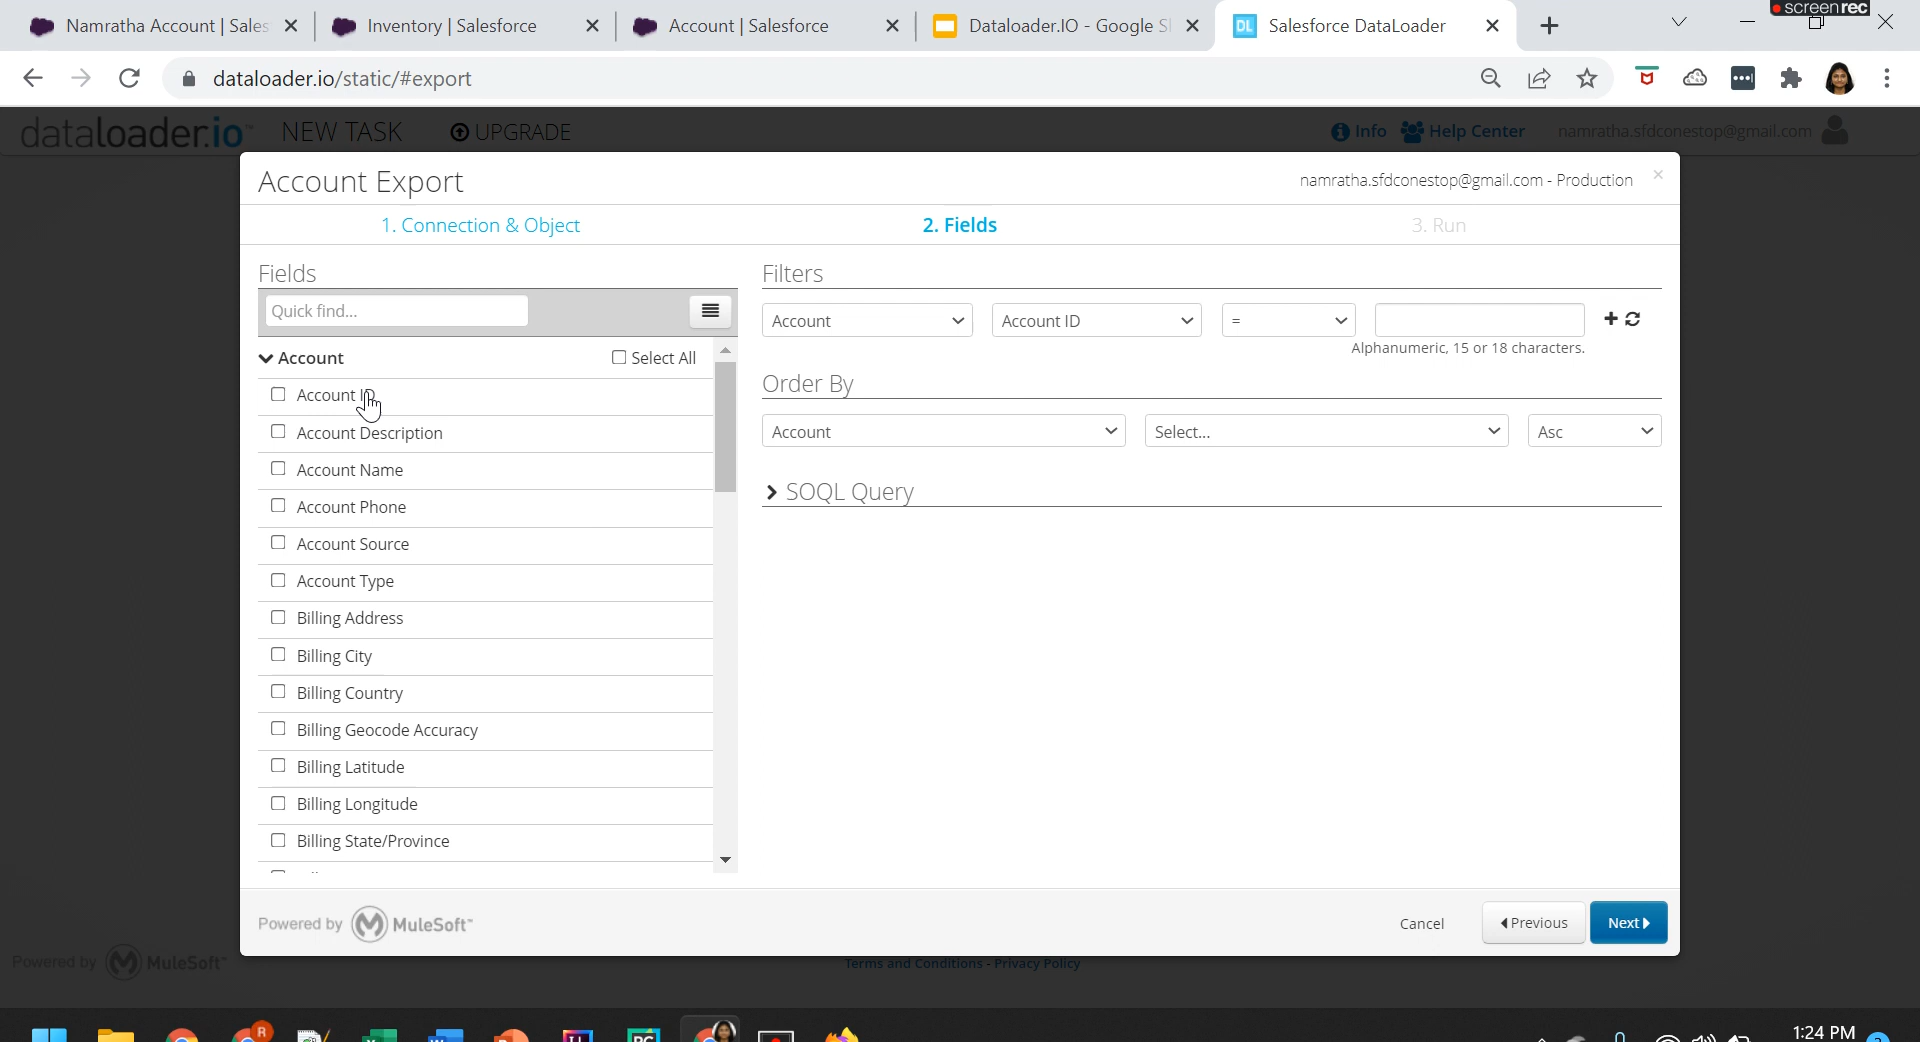 Namratha Account | Sales
Inventory | Salesforce
Account | Salesforce
Dataloader.IO - Google Sl
DL Salesforce DataLoader
screenrec
dataloader.io/static/#export
dataloader.io NEW TASK UPGRADE
Info Help Center namratha.sfdconestop@gmail.com
Account Export
namratha.sfdconestop@gmail.com - Production
1. Connection & Object
2. Fields
3. Run
Fields
Quick find...
Account
Select All
Account ID
Account Description
Account Name
Account Phone
Account Source
Account Type
Billing Address
Billing City
Billing Country
Billing Geocode Accuracy
Billing Latitude
Billing Longitude
Billing State/Province
Filters
Account Account ID =
Alphanumeric, 15 or 18 characters.
Order By
Account Select... Asc
SOQL Query
Powered by MuleSoft
Cancel Previous Next
Powered by MuleSoft
Terms and Conditions - Privacy Policy
R
PC
1:24 PM